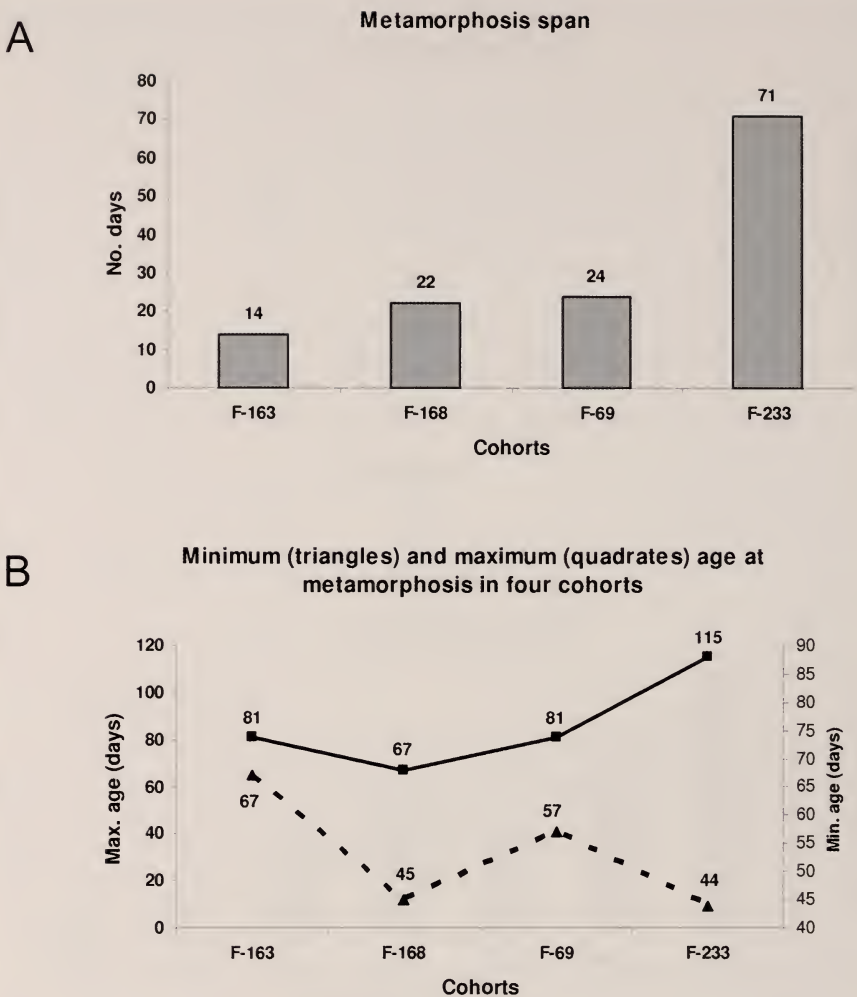 A
Metamorphosis span
80
70
60
50
40
30
20
10
0
No. days
14
22
24
71
F-163
F-168
F-69
F-233
Cohorts
B
Minimum (triangles) and maximum (quadrates) age at
metamorphosis in four cohorts
120
100
80
60
40
20
0
Max. age (days)
81
67
81
115
67
45
57
44
90
85
80
75
70
65
60
55
50
45
40
Min. age (days)
F-163
F-168
F-69
F-233
Cohorts